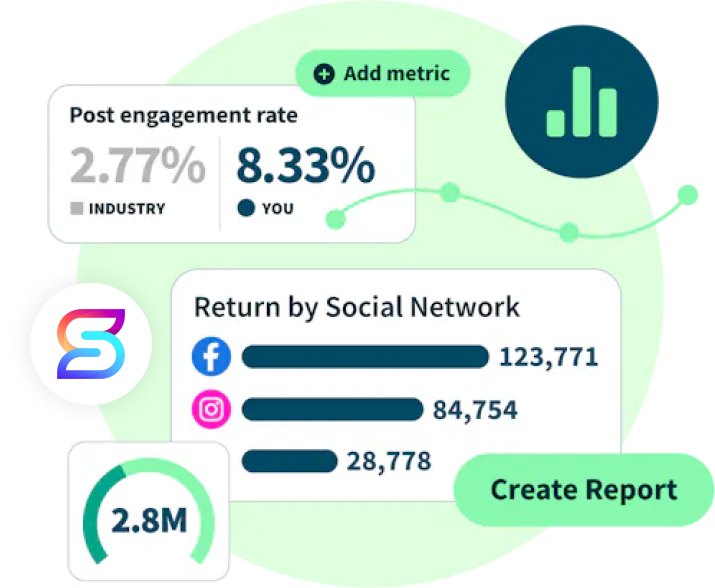 Add metric
Post engagement rate
2.77% 8.33%
INDUSTRY YOU
Return by Social Network
123,771
84,754
28,778
Create Report
2.8M